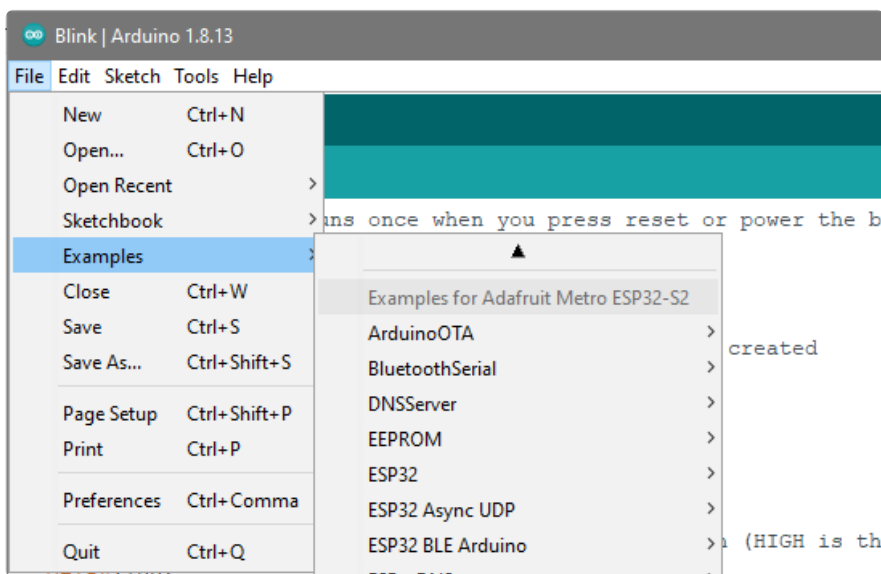 Blink | Arduino 1.8.13
File Edit Sketch Tools Help
New Ctrl+N
Open... Ctrl+O
Open Recent
Sketchbook
Examples
Close Ctrl+W
Save Ctrl+S
Save As... Ctrl+Shift+S
Page Setup Ctrl+Shift+P
Print Ctrl+P
Preferences Ctrl+Comma
Quit Ctrl+Q
Examples for Adafruit Metro ESP32-S2
ArduinoOTA
BluetoothSerial
DNSServer
EEPROM
ESP32
ESP32 Async UDP
ESP32 BLE Arduino
once when you press reset or power the b
created
(HIGH is th